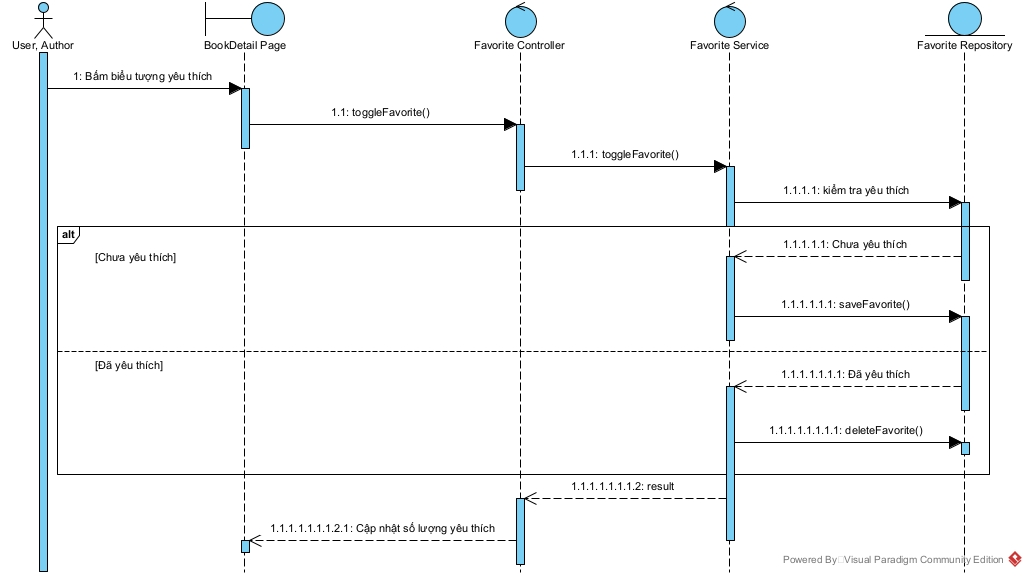 User, Author
BookDetail Page
Favorite Controller
Favorite Service
Favorite Repository
1: Bấm biểu tượng yêu thích
1.1: toggleFavorite()
1.1.1: toggleFavorite()
1.1.1.1: kiểm tra yêu thích
alt
1.1.1.1.1: Chưa yêu thích
[Chưa yêu thích]
1.1.1.1.1.1: saveFavorite()
[Đã yêu thích]
1.1.1.1.1.1.1: Đã yêu thích
1.1.1.1.1.1.1.1: deleteFavorite()
1.1.1.1.1.1.1.2: result
1.1.1.1.1.1.1.2.1: Cập nhật số lượng yêu thích
Powered By Visual Paradigm Community Edition